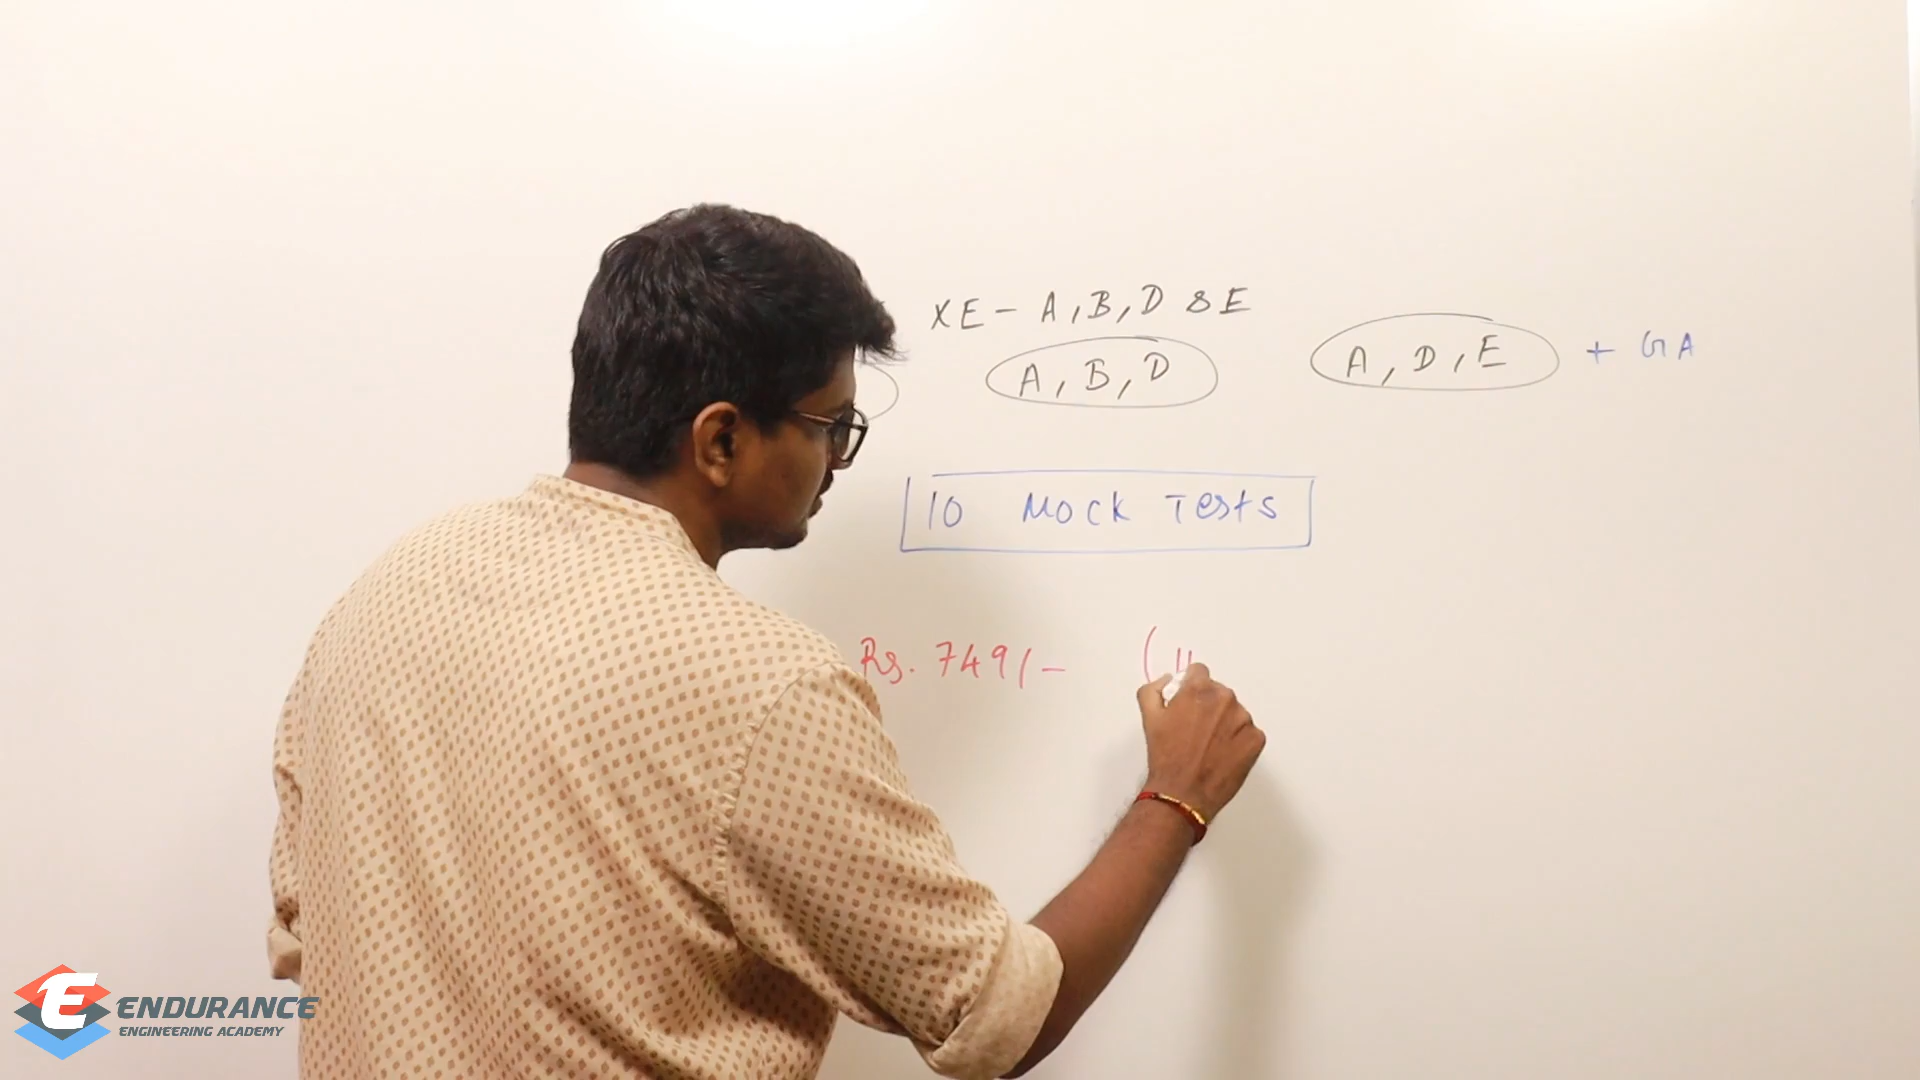 XE - A, B, D & E
A, B, D
A, D, E + GA
10 Mock Tests
Rs. 749/- (
ENDURANCE
ENGINEERING ACADEMY